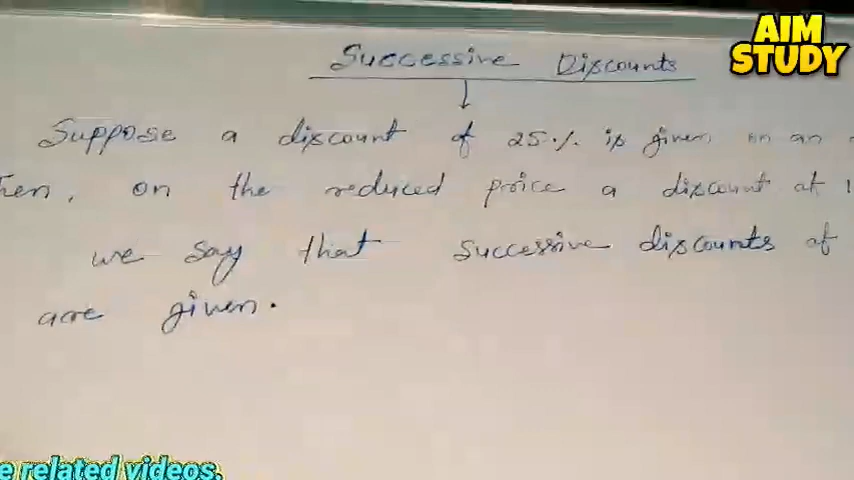 AIM
STUDY
Successive Discounts
Suppose a discount of 25% is given on an
on the reduced price a discount at 1
we say that successive discounts of
are given.
e related videos.